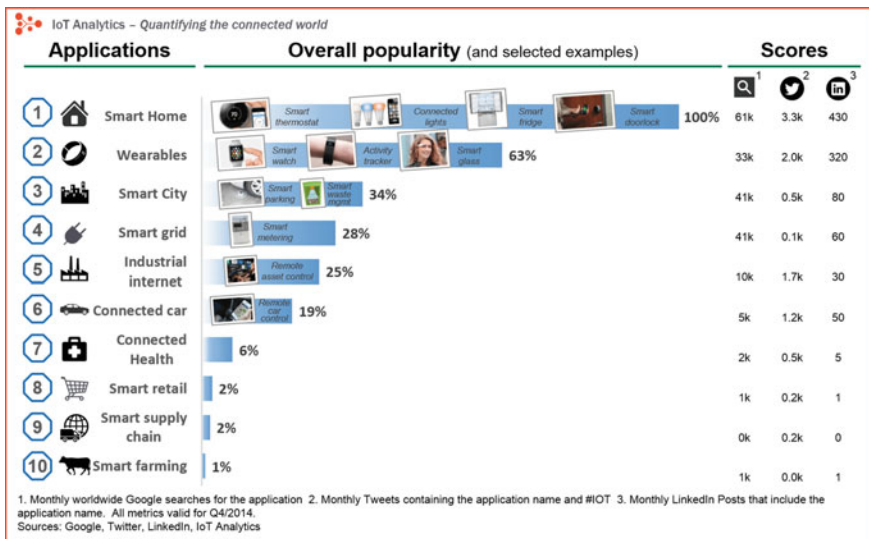 IoT Analytics – Quantifying the connected world
Applications Overall popularity (and selected examples) Scores
1 2 3
1 Smart Home Smart thermostat Connected lights Smart fridge Smart doorlock 100% 61k 3.3k 430
2 Wearables Smart watch Activity tracker Smart glass 63% 33k 2.0k 320
3 Smart City Smart parking Smart waste mgmt 34% 41k 0.5k 80
4 Smart grid Smart metering 28% 41k 0.1k 60
5 Industrial internet Remote asset control 25% 10k 1.7k 30
6 Connected car Remote car control 19% 5k 1.2k 50
7 Connected Health 6% 2k 0.5k 5
8 Smart retail 2% 1k 0.2k 1
9 Smart supply chain 2% 0k 0.2k 0
10 Smart farming 1% 1k 0.0k 1
1. Monthly worldwide Google searches for the application 2. Monthly Tweets containing the application name and #IOT 3. Monthly LinkedIn Posts that include the
application name. All metrics valid for Q4/2014.
Sources: Google, Twitter, LinkedIn, IoT Analytics